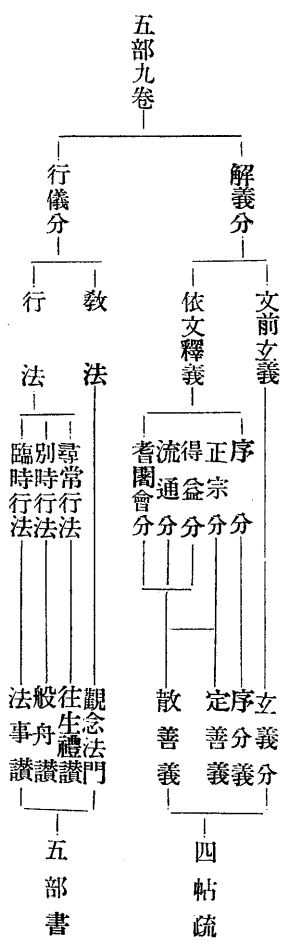 五部九卷
解義分
行儀分
文前玄義
依文釋義
教法
行法
序分
正宗分
得益分
流通分
耆闍會分
尋常行法
別時行法
臨時行法
玄義分
序分義
定善義
散善義
觀念法門
往生禮讚
般舟讚
法事讚
四帖疏
五部書